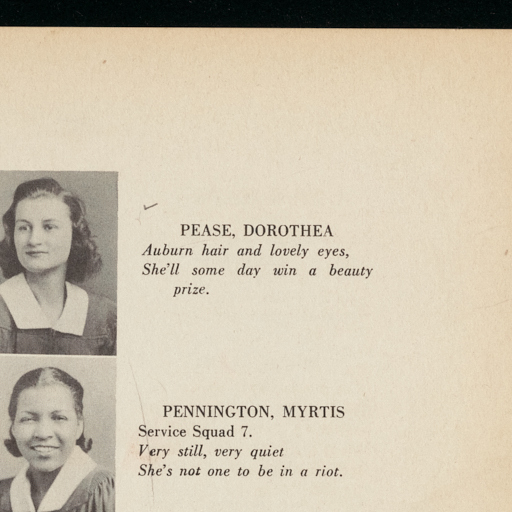 PEASE, DOROTHEA
Auburn hair and lovely eyes,
She'll some day win a beauty
prize.
PENNINGTON, MYRTIS
Service Squad 7.
Very still, very quiet
She's not one to be in a riot.